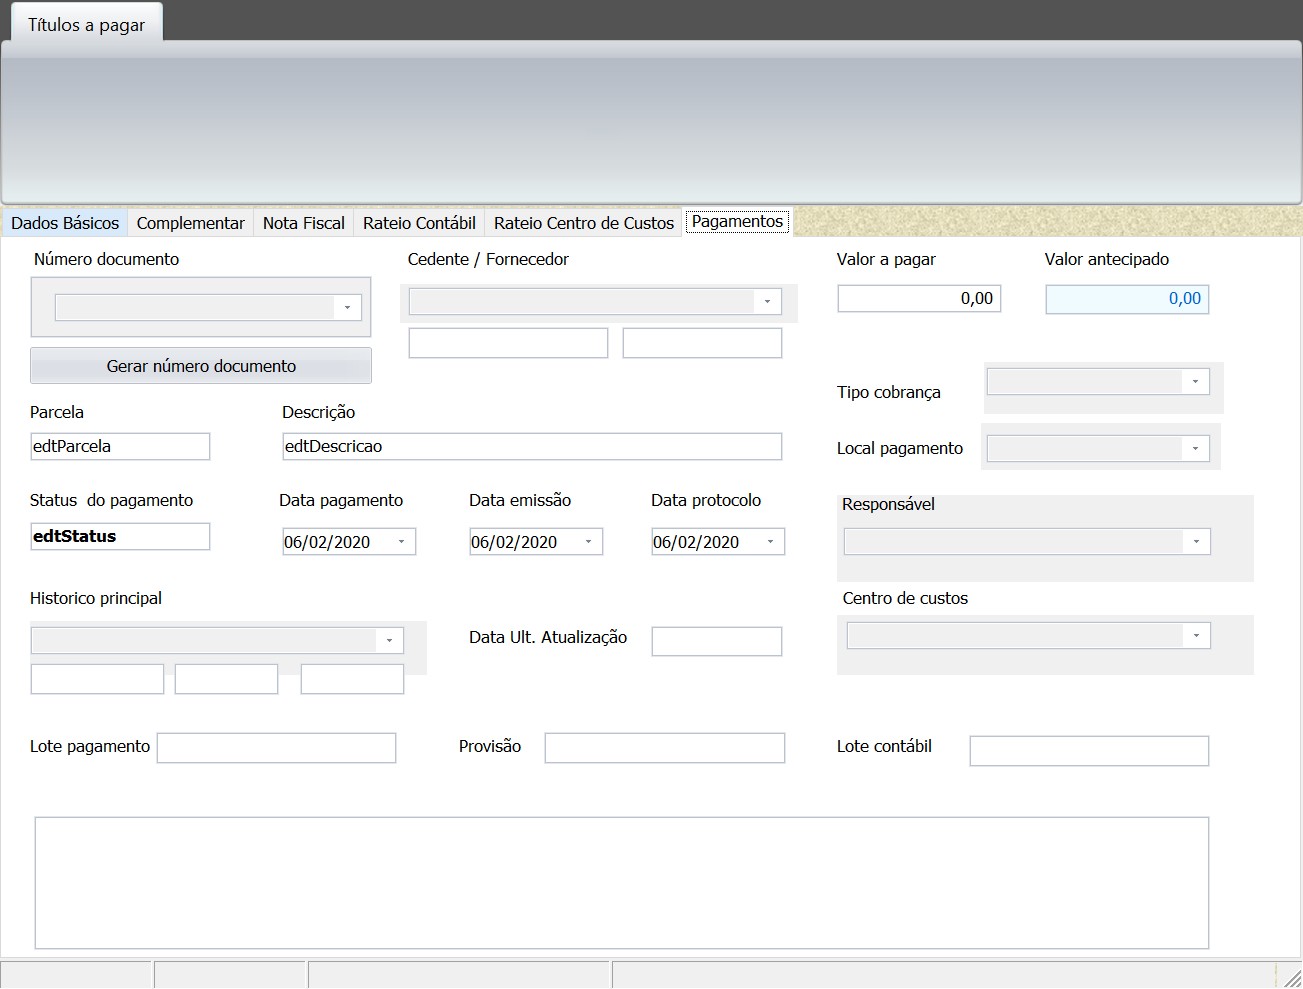 Títulos a pagar
Dados Básicos Complementar Nota Fiscal Rateio Contábil Rateio Centro de Custos Pagamentos
Número documento Cedente / Fornecedor Valor a pagar Valor antecipado
0,00 0,00
Gerar número documento
Tipo cobrança
Parcela Descrição
edtParcela edtDescricao
Local pagamento
Status  do pagamento Data pagamento Data emissão Data protocolo Responsável
edtStatus 06/02/2020 06/02/2020 06/02/2020
Historico principal Centro de custos
Data Ult. Atualização
Lote pagamento Provisão Lote contábil